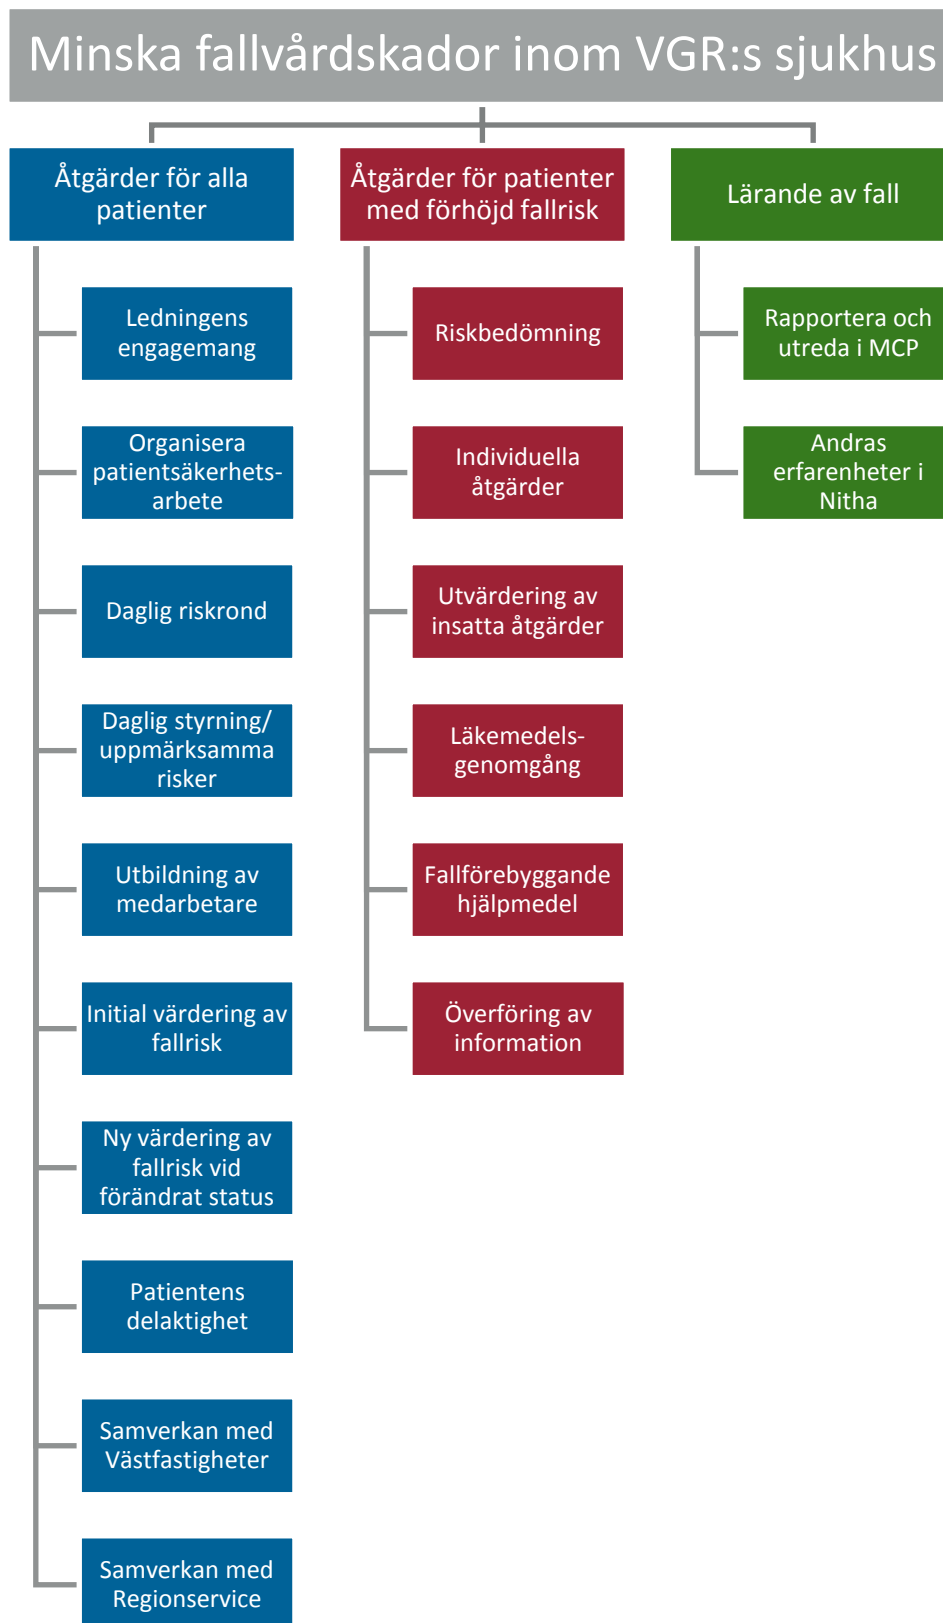 Minska fallvårdskador inom VGR:s sjukhus
Åtgärder för alla
patienter
Ledningens
engagemang
Organisera
patientsäkerhets-
arbete
Daglig riskrond
Daglig styrning/
uppmärksamma
risker
Utbildning av
medarbetare
Initial värdering av
fallrisk
Ny värdering av
fallrisk vid
förändrat status
Patientens
delaktighet
Samverkan med
Västfastigheter
Samverkan med
Regionservice
Åtgärder för patienter
med förhöjd fallrisk
Riskbedömning
Individuella
åtgärder
Utvärdering av
insatta åtgärder
Läkemedels-
genomgång
Fallförebyggande
hjälpmedel
Överföring av
information
Lärande av fall
Rapportera och
utreda i MCP
Andras
erfarenheter i
Nitha